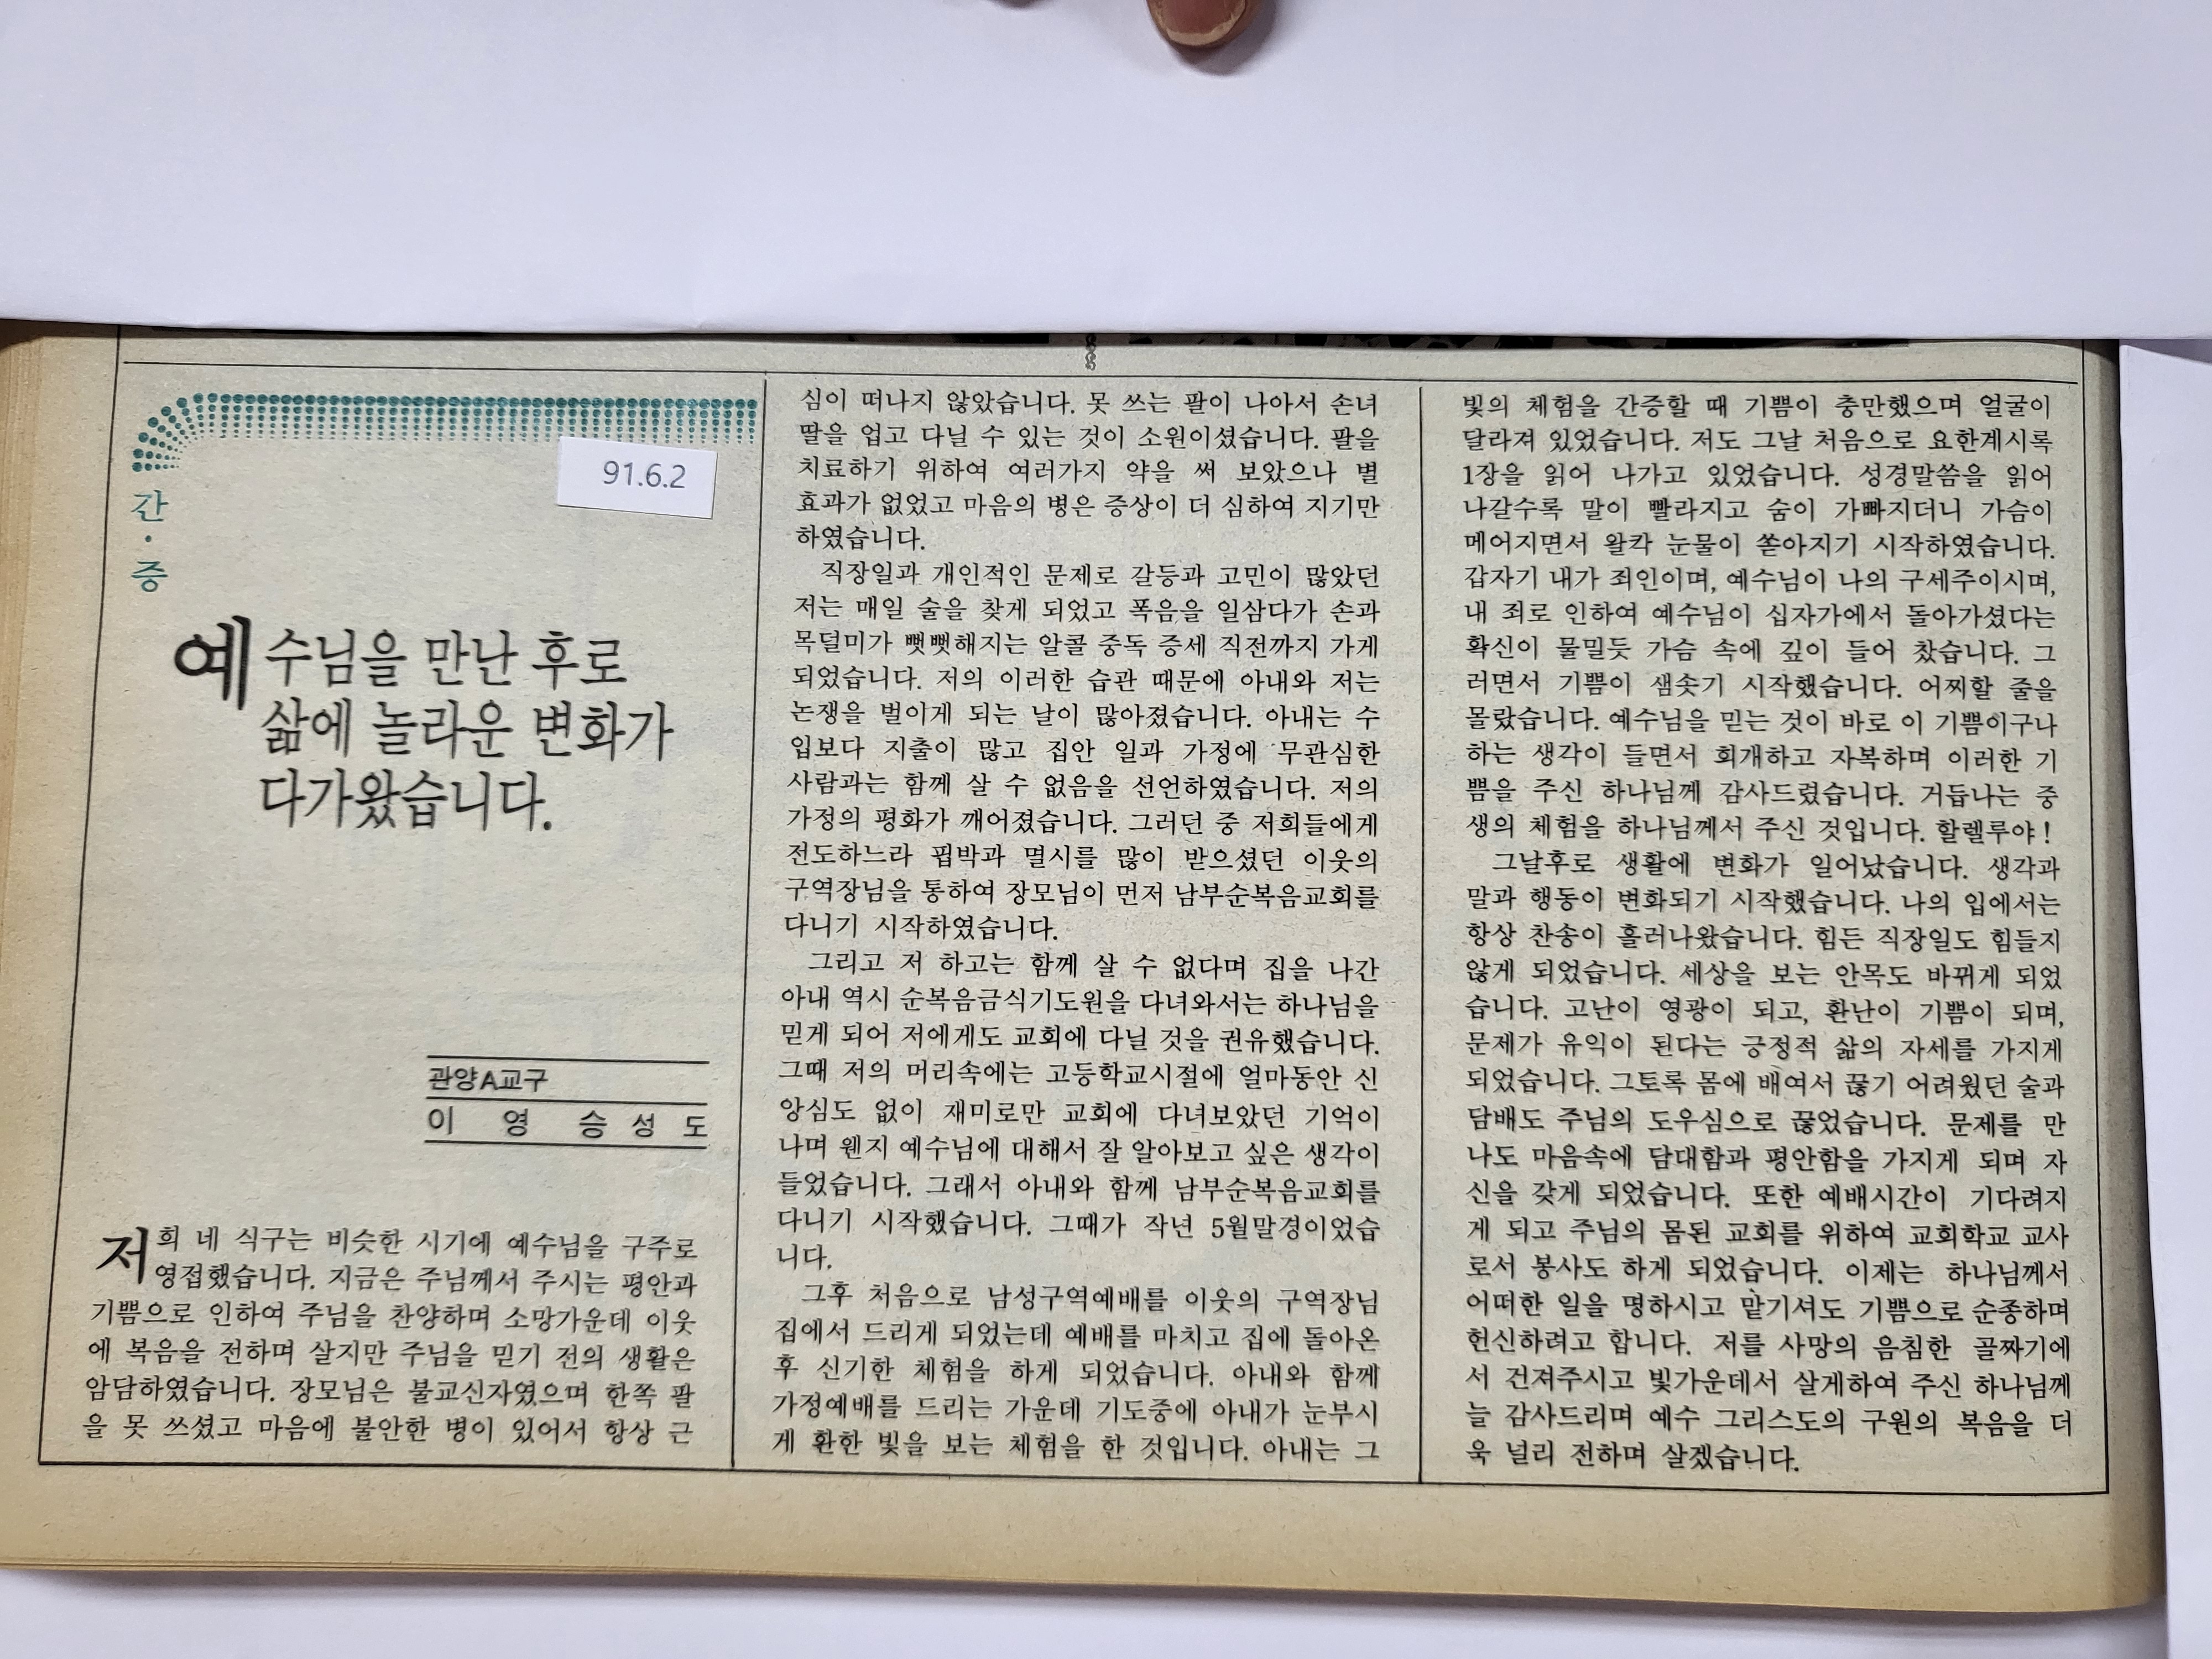 간·증
91.6.2
예수님을 만난 후로
삶에 놀라운 변화가
다가왔습니다.
관양A교구
이 영 승 성 도
저희 네 식구는 비슷한 시기에 예수님을 구주로
영접했습니다. 지금은 주님께서 주시는 평안과
기쁨으로 인하여 주님을 찬양하며 소망가운데 이웃
에 복음을 전하며 살지만 주님을 믿기 전의 생활은
암담하였습니다. 장모님은 불교신자였으며 한쪽 팔
을 못 쓰셨고 마음에 불안한 병이 있어서 항상 근
심이 떠나지 않았습니다. 못 쓰는 팔이 나아서 손녀
딸을 업고 다닐 수 있는 것이 소원이셨습니다. 팔을
치료하기 위하여 여러가지 약을 써 보았으나 별
효과가 없었고 마음의 병은 증상이 더 심하여 지기만
하였습니다.
직장일과 개인적인 문제로 갈등과 고민이 많았던
저는 매일 술을 찾게 되었고 폭음을 일삼다가 손과
목덜미가 뻣뻣해지는 알콜 중독 증세 직전까지 가게
되었습니다. 저의 이러한 습관 때문에 아내와 저는
논쟁을 벌이게 되는 날이 많아졌습니다. 아내는 수
입보다 지출이 많고 집안 일과 가정에 무관심한
사람과는 함께 살 수 없음을 선언하였습니다. 저의
가정의 평화가 깨어졌습니다. 그러던 중 저희들에게
전도하느라 핍박과 멸시를 많이 받으셨던 이웃의
구역장님을 통하여 장모님이 먼저 남부순복음교회를
다니기 시작하였습니다.
그리고 저 하고는 함께 살 수 없다며 집을 나간
아내 역시 순복음금식기도원을 다녀와서는 하나님을
믿게 되어 저에게도 교회에 다닐 것을 권유했습니다.
그때 저의 머리속에는 고등학교시절에 얼마동안 신
앙심도 없이 재미로만 교회에 다녀보았던 기억이
나며 웬지 예수님에 대해서 잘 알아보고 싶은 생각이
들었습니다. 그래서 아내와 함께 남부순복음교회를
다니기 시작했습니다. 그때가 작년 5월말경이었습
니다.
그후 처음으로 남성구역예배를 이웃의 구역장님
집에서 드리게 되었는데 예배를 마치고 집에 돌아온
후 신기한 체험을 하게 되었습니다. 아내와 함께
가정예배를 드리는 가운데 기도중에 아내가 눈부시
게 환한 빛을 보는 체험을 한 것입니다. 아내는 그
빛의 체험을 간증할 때 기쁨이 충만했으며 얼굴이
달라져 있었습니다. 저도 그날 처음으로 요한계시록
1장을 읽어 나가고 있었습니다. 성경말씀을 읽어
나갈수록 말이 빨라지고 숨이 가빠지더니 가슴이
메어지면서 왈칵 눈물이 쏟아지기 시작하였습니다.
갑자기 내가 죄인이며, 예수님이 나의 구세주이시며,
내 죄로 인하여 예수님이 십자가에서 돌아가셨다는
확신이 물밀듯 가슴 속에 깊이 들어 찼습니다. 그
러면서 기쁨이 샘솟기 시작했습니다. 어찌할 줄을
몰랐습니다. 예수님을 믿는 것이 바로 이 기쁨이구나
하는 생각이 들면서 회개하고 자복하며 이러한 기
쁨을 주신 하나님께 감사드렸습니다. 거듭나는 중
생의 체험을 하나님께서 주신 것입니다. 할렐루야!
그날후로 생활에 변화가 일어났습니다. 생각과
말과 행동이 변화되기 시작했습니다. 나의 입에서는
항상 찬송이 흘러나왔습니다. 힘든 직장일도 힘들지
않게 되었습니다. 세상을 보는 안목도 바뀌게 되었
습니다. 고난이 영광이 되고, 환난이 기쁨이 되며,
문제가 유익이 된다는 긍정적 삶의 자세를 가지게
되었습니다. 그토록 몸에 배여서 끊기 어려웠던 술과
담배도 주님의 도우심으로 끊었습니다. 문제를 만
나도 마음속에 담대함과 평안함을 가지게 되며 자
신을 갖게 되었습니다. 또한 예배시간이 기다려지
게 되고 주님의 몸된 교회를 위하여 교회학교 교사
로서 봉사도 하게 되었습니다. 이제는 하나님께서
어떠한 일을 명하시고 맡기셔도 기쁨으로 순종하며
헌신하려고 합니다. 저를 사망의 음침한 골짜기에
서 건져주시고 빛가운데서 살게하여 주신 하나님께
늘 감사드리며 예수 그리스도의 구원의 복음을 더
욱 널리 전하며 살겠습니다.